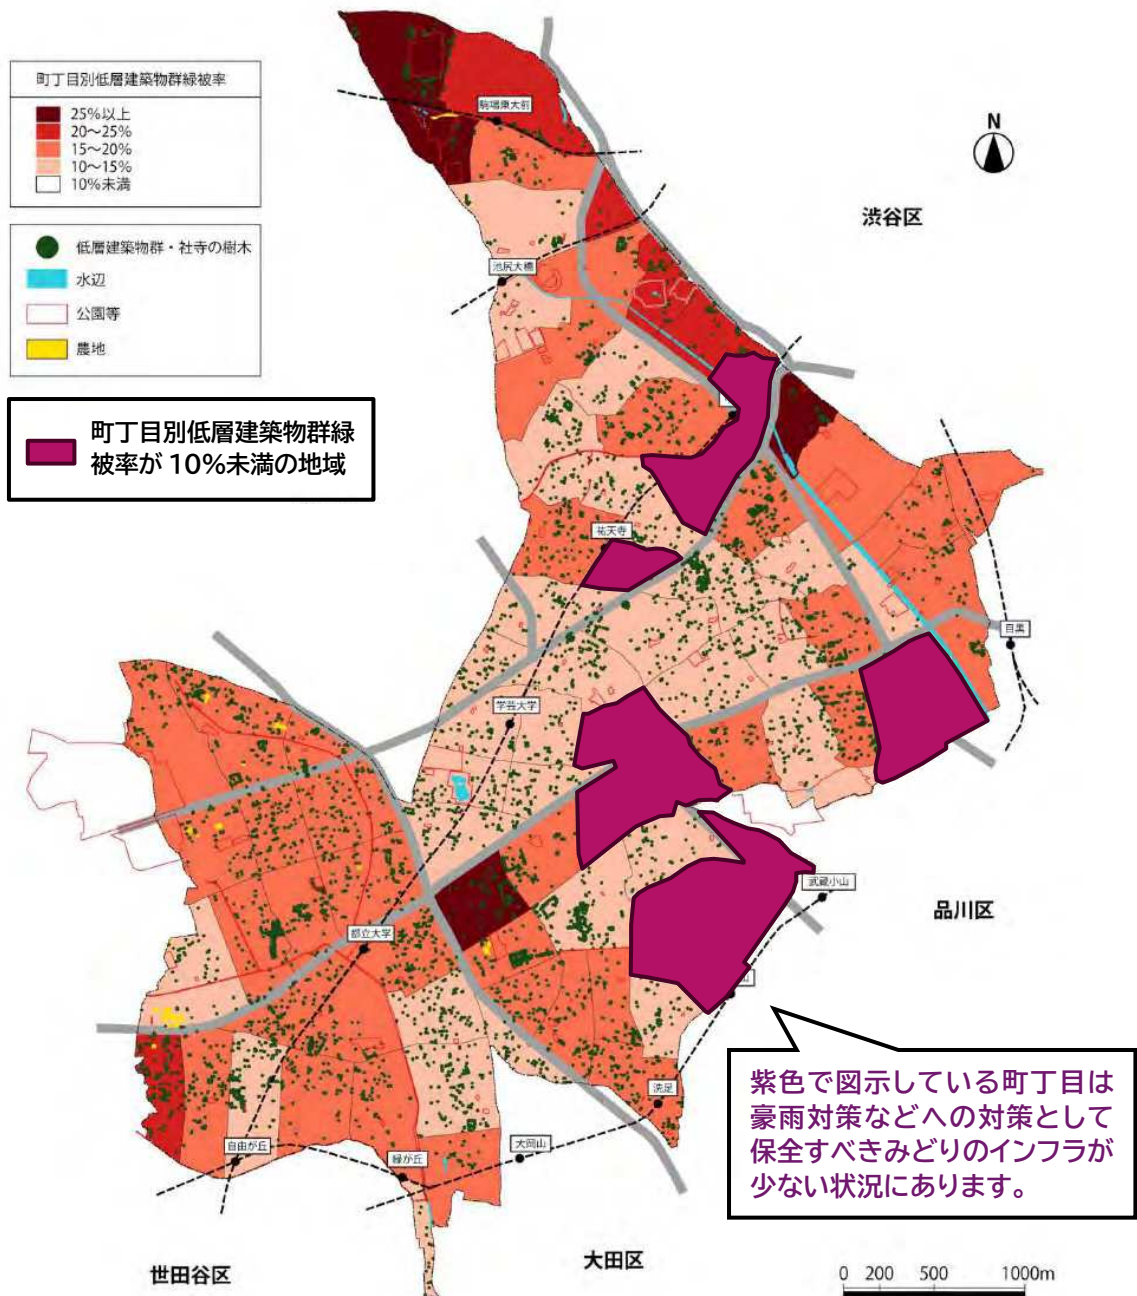 町丁目別低層建築物群緑被率
25%以上
20～25%
15～20%
10～15%
10%未満
低層建築物群・社寺の樹木
水辺
公園等
農地
町丁目別低層建築物群緑
被率が10%未満の地域
N
渋谷区
駒場東大前
池尻大橋
祐天寺
目黒
学芸大学
武蔵小山
品川区
都立大学
山
洗足
大岡山
自由が丘
緑が丘
紫色で図示している町丁目は
豪雨対策などへの対策として
保全すべきみどりのインフラが
少ない状況にあります。
世田谷区
大田区
0 200 500 1000m